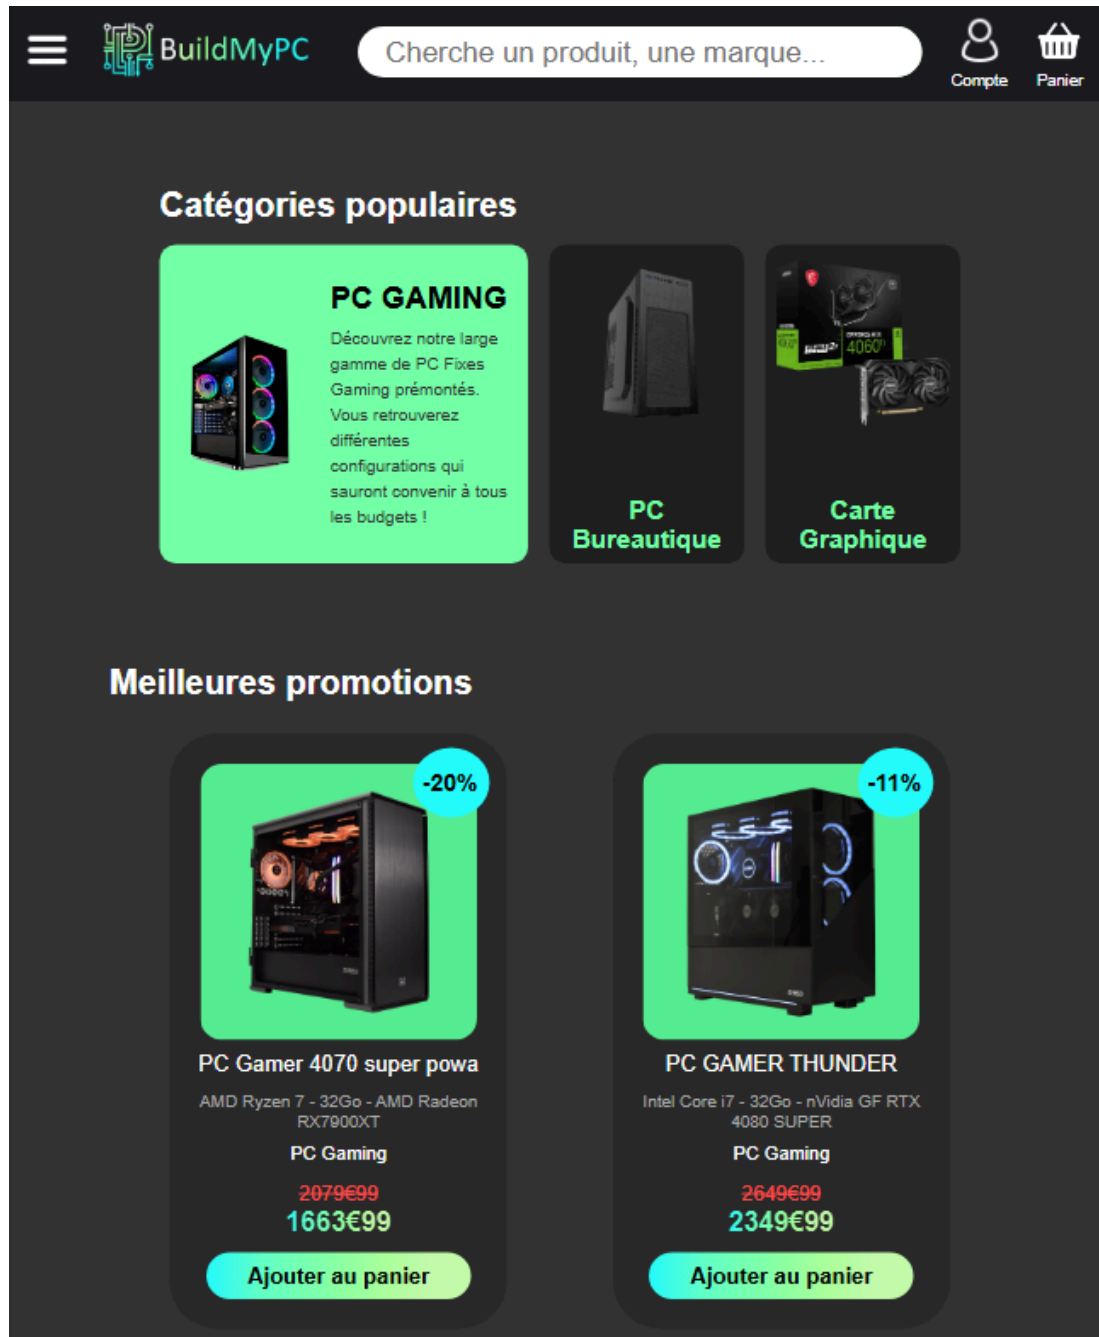 BuildMyPC
Cherche un produit, une marque...
Compte
Panier
Catégories populaires
PC GAMING
Découvrez notre large
gamme de PC Fixes
Gaming prémontés.
Vous retrouverez
différentes
configurations qui
sauront convenir à tous
les budgets !
4060
PC
Bureautique
Carte
Graphique
Meilleures promotions
-20%
PC Gamer 4070 super powa
AMD Ryzen 7 - 32Go - AMD Radeon
RX7900XT
PC Gaming
2079€99
1663€99
Ajouter au panier
-11%
PC GAMER THUNDER
Intel Core i7 - 32Go - nVidia GF RTX
4080 SUPER
PC Gaming
2649€99
2349€99
Ajouter au panier